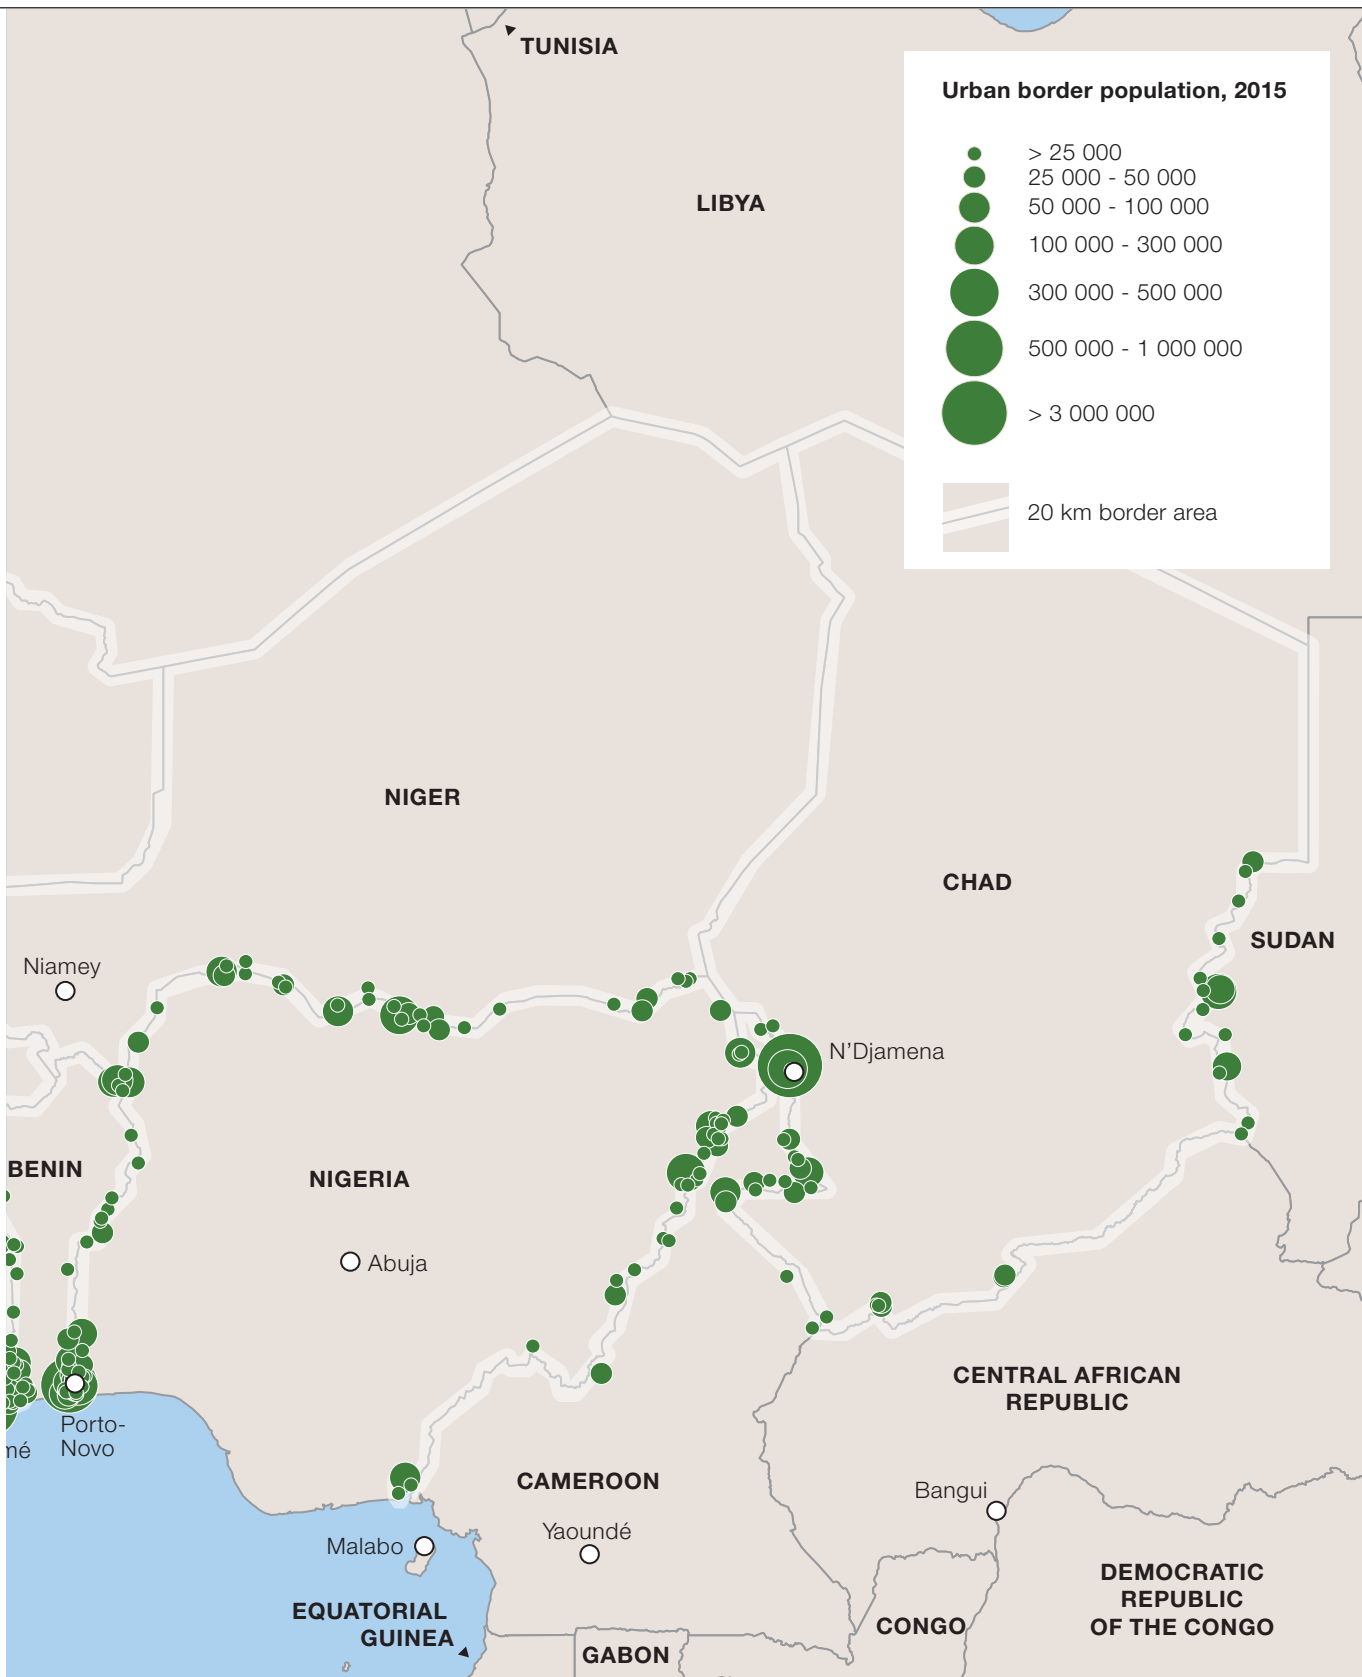 TUNISIA
Urban border population, 2015
> 25 000
25 000 - 50 000
50 000 - 100 000
100 000 - 300 000
300 000 - 500 000
500 000 - 1 000 000
> 3 000 000
20 km border area
LIBYA
NIGER
CHAD
SUDAN
Niamey
N'Djamena
BENIN
NIGERIA
Abuja
CENTRAL AFRICAN
REPUBLIC
Porto-
Novo
mé
CAMEROON
Bangui
Yaoundé
Malabo
DEMOCRATIC
REPUBLIC
OF THE CONGO
EQUATORIAL
GUINEA
CONGO
GABON